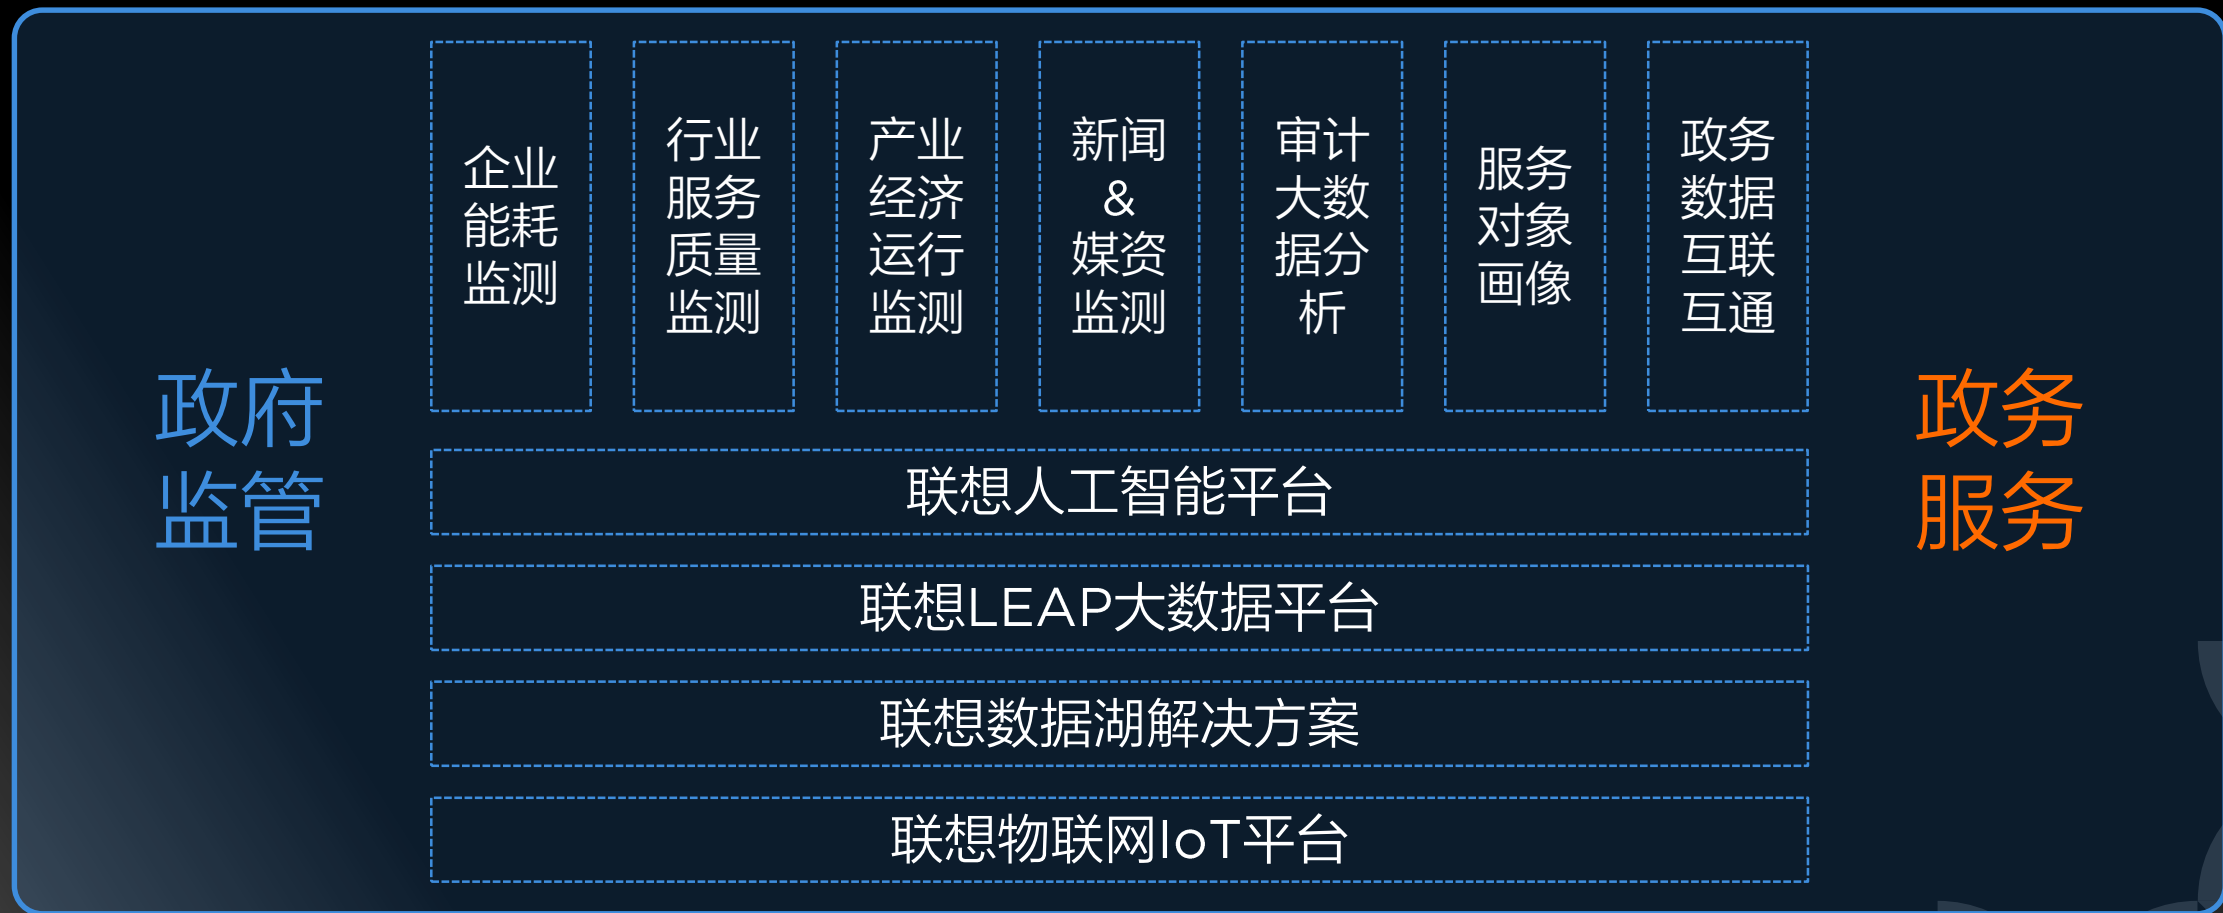 企业
能耗
监测
行业
服务
质量
监测
产业
经济
运行
监测
新闻
&
媒资
监测
审计
大数
据分
析
服务
对象
画像
政务
数据
互联
互通
政府
监管
政务
服务
联想人工智能平台
联想LEAP大数据平台
联想数据湖解决方案
联想物联网IoT平台